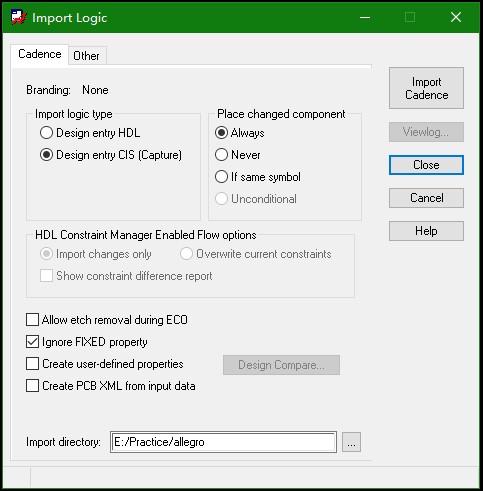 Import Logic
Cadence Other
Branding: None
Import logic type
Design entry HDL
Design entry CIS (Capture)
Place changed component
Always
Never
If same symbol
Unconditional
HDL Constraint Manager Enabled Flow options
Import changes only Overwrite current constraints
Show constraint difference report
Allow etch removal during ECO
Ignore FIXED property
Create user-defined properties Design Compare...
Create PCB XML from input data
Import directory: E:/Practice/allegro ...
Import
Cadence
Viewlog...
Close
Cancel
Help